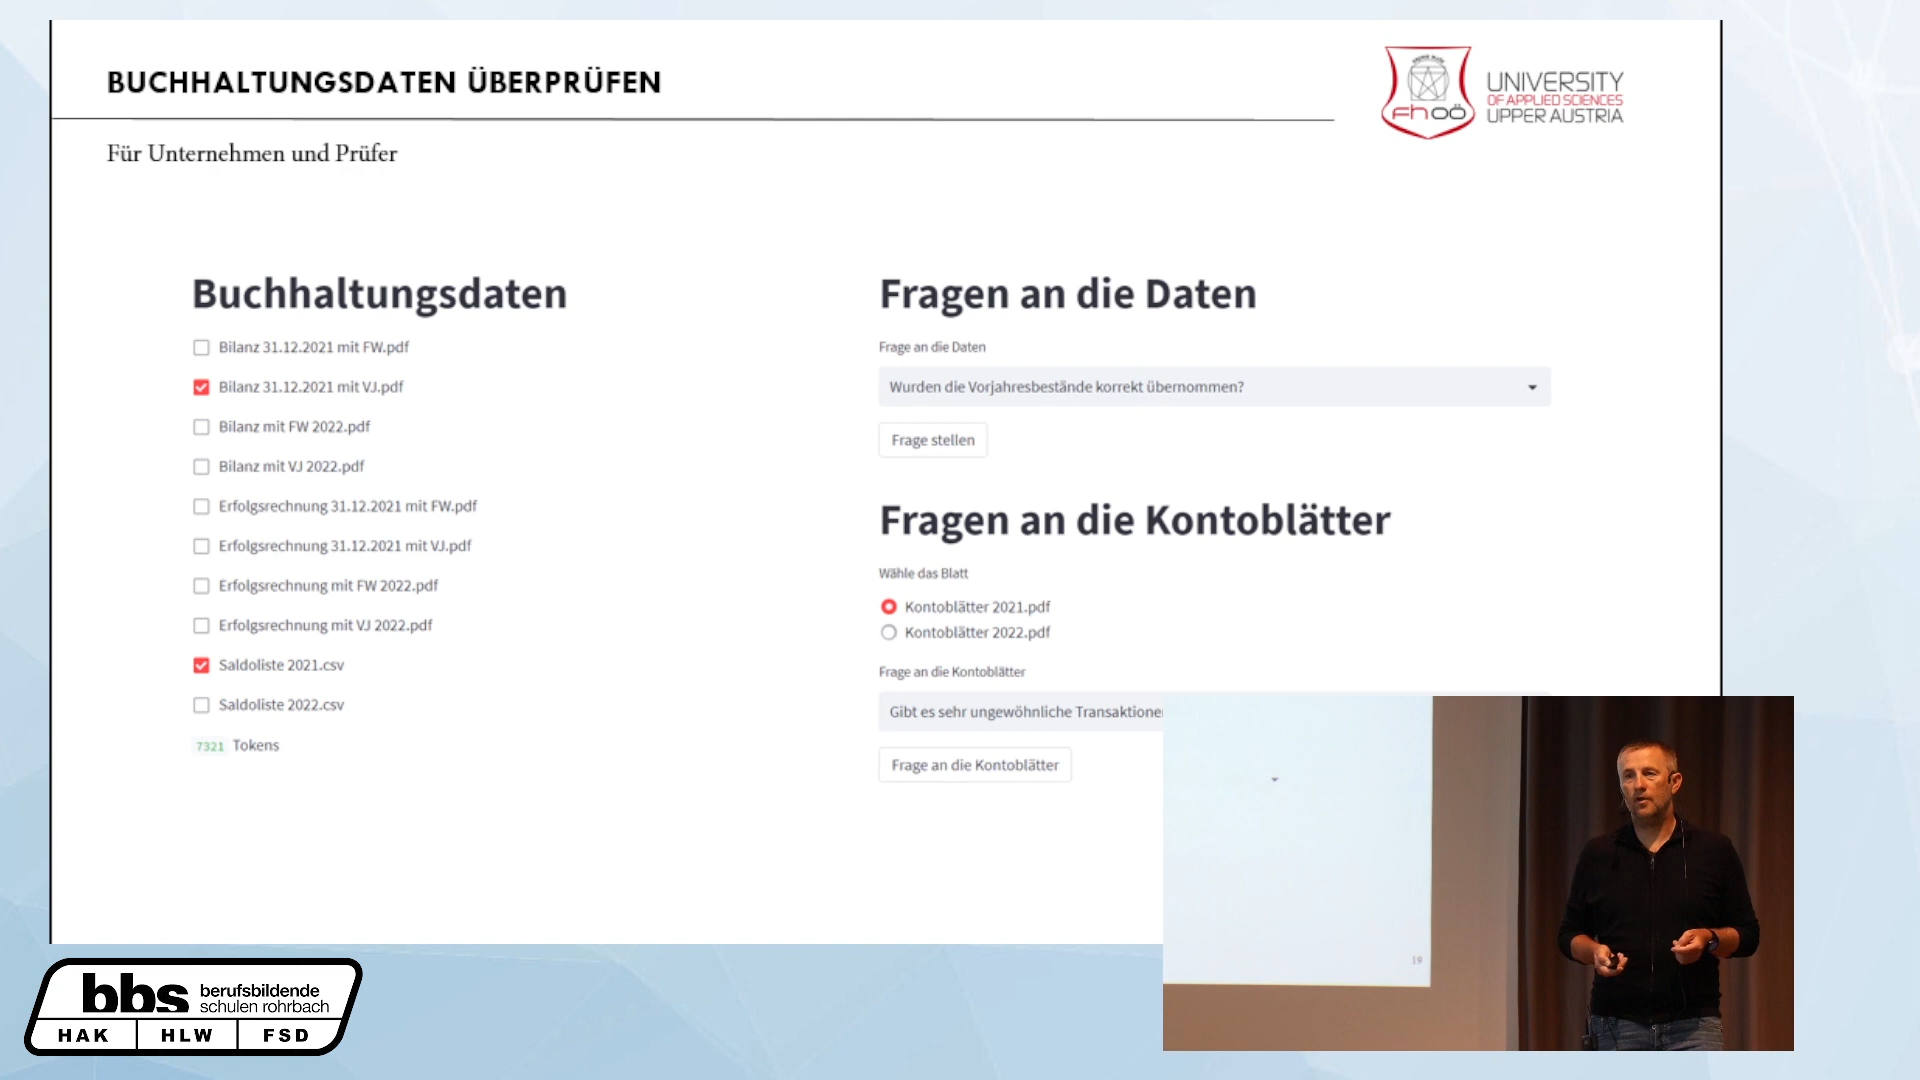 BUCHHALTUNGSDATEN ÜBERPRÜFEN
Für Unternehmen und Prüfer
fh oö
UNIVERSITY
OF APPLIED SCIENCES
UPPER AUSTRIA
Buchhaltungsdaten
Bilanz 31.12.2021 mit FW.pdf
Bilanz 31.12.2021 mit VJ.pdf
Bilanz mit FW 2022.pdf
Bilanz mit VJ 2022.pdf
Erfolgsrechnung 31.12.2021 mit FW.pdf
Erfolgsrechnung 31.12.2021 mit VJ.pdf
Erfolgsrechnung mit FW 2022.pdf
Erfolgsrechnung mit VJ 2022.pdf
Saldoliste 2021.csv
Saldoliste 2022.csv
7321 Tokens
Fragen an die Daten
Frage an die Daten
Wurden die Vorjahresbestände korrekt übernommen?
Frage stellen
Fragen an die Kontoblätter
Wähle das Blatt
Kontoblätter 2021.pdf
Kontoblätter 2022.pdf
Frage an die Kontoblätter
Gibt es sehr ungewöhnliche
Frage an die Kontoblätter
19
bbs berufsbildende
schulen rohrbach
HAK HLW FSD